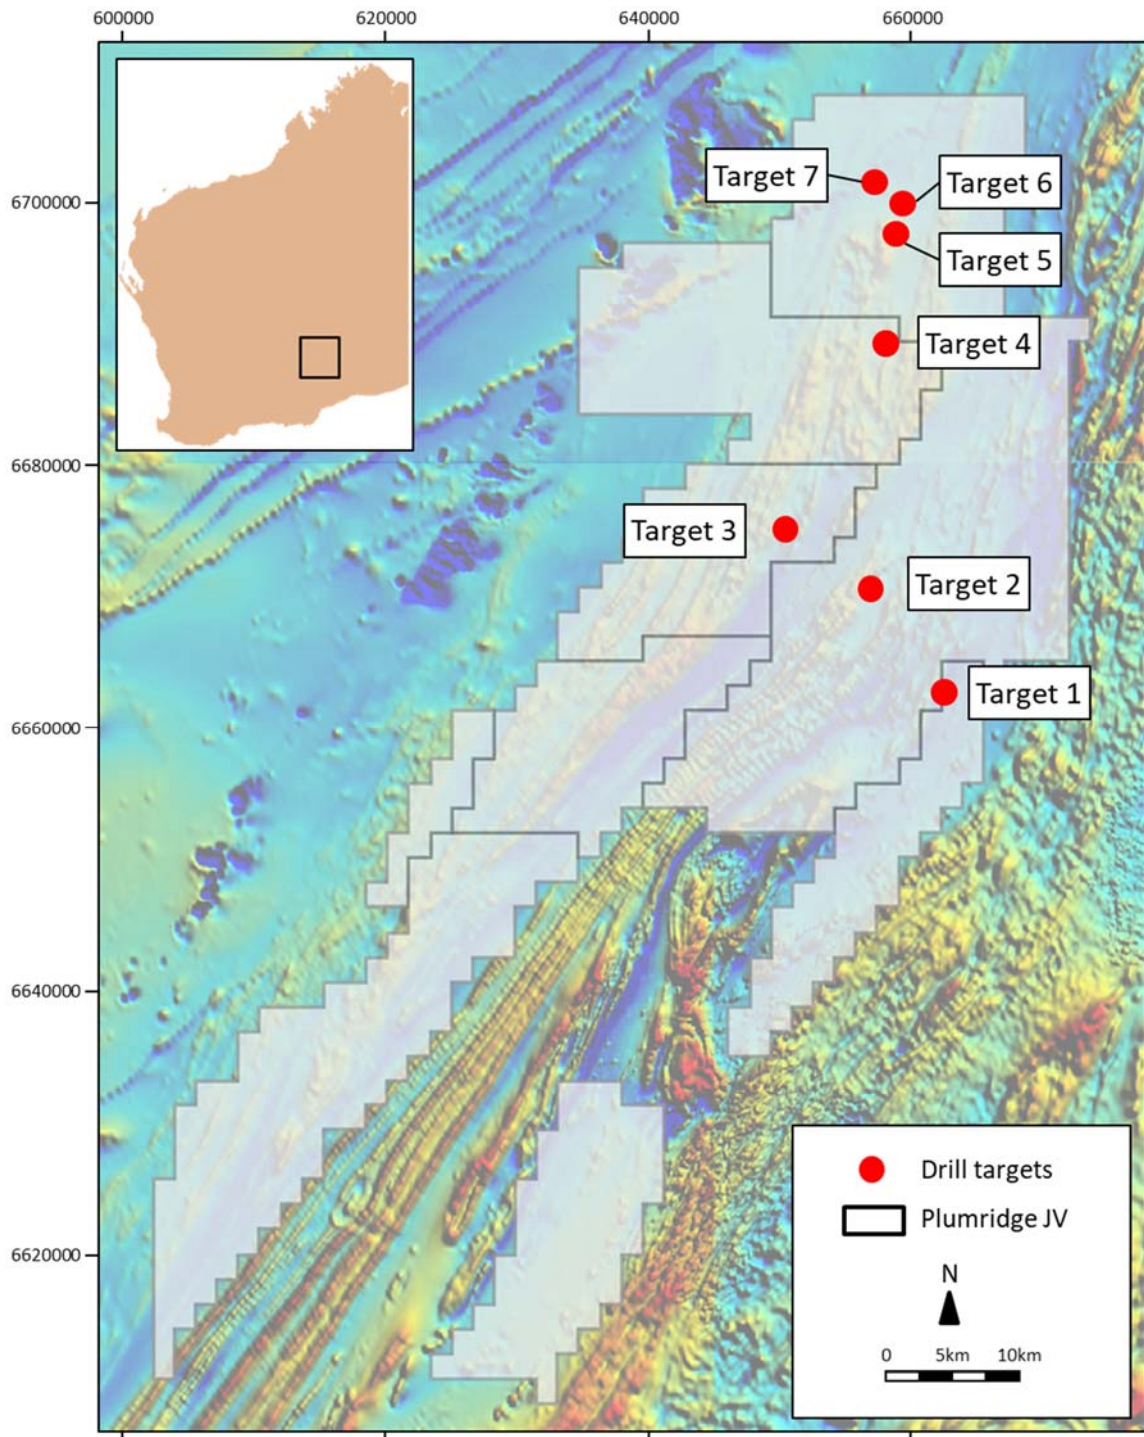 600000
620000
640000
660000
6700000
6680000
6660000
6640000
6620000
Target 7
Target 6
Target 5
Target 4
Target 3
Target 2
Target 1
Drill targets
Plumridge JV
N
0 5km 10km